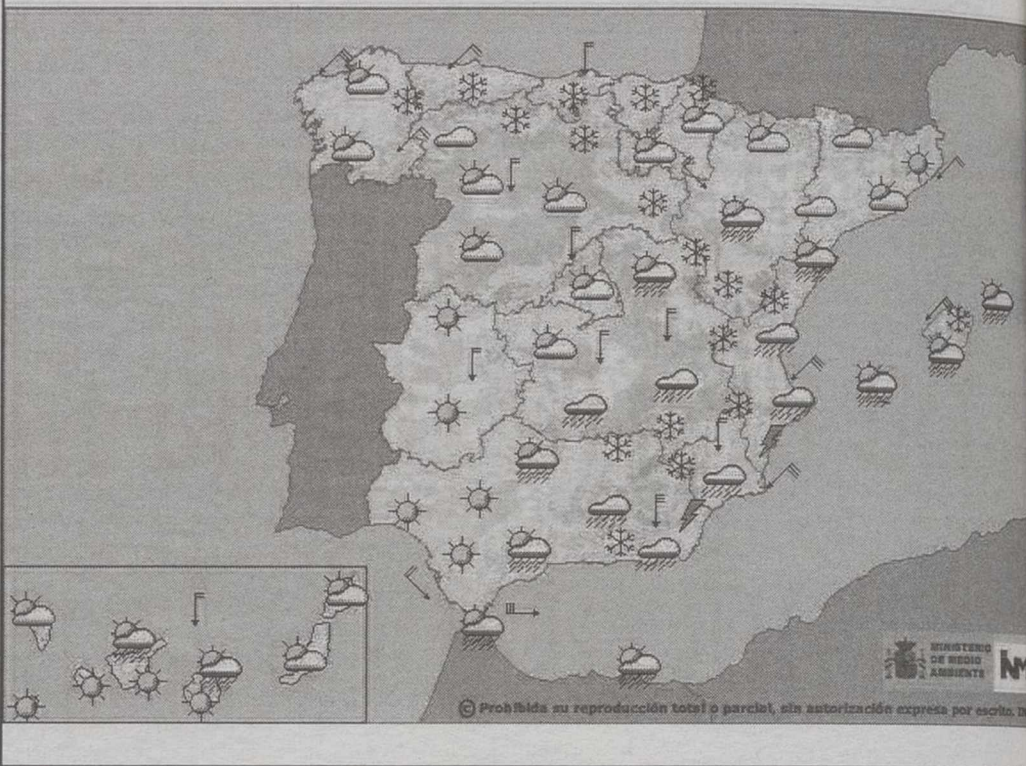 MINISTERIO
DE MEDIO
AMBIENTE
© Prohibida su reproducción total o parcial, sin autorización expresa por escrito.